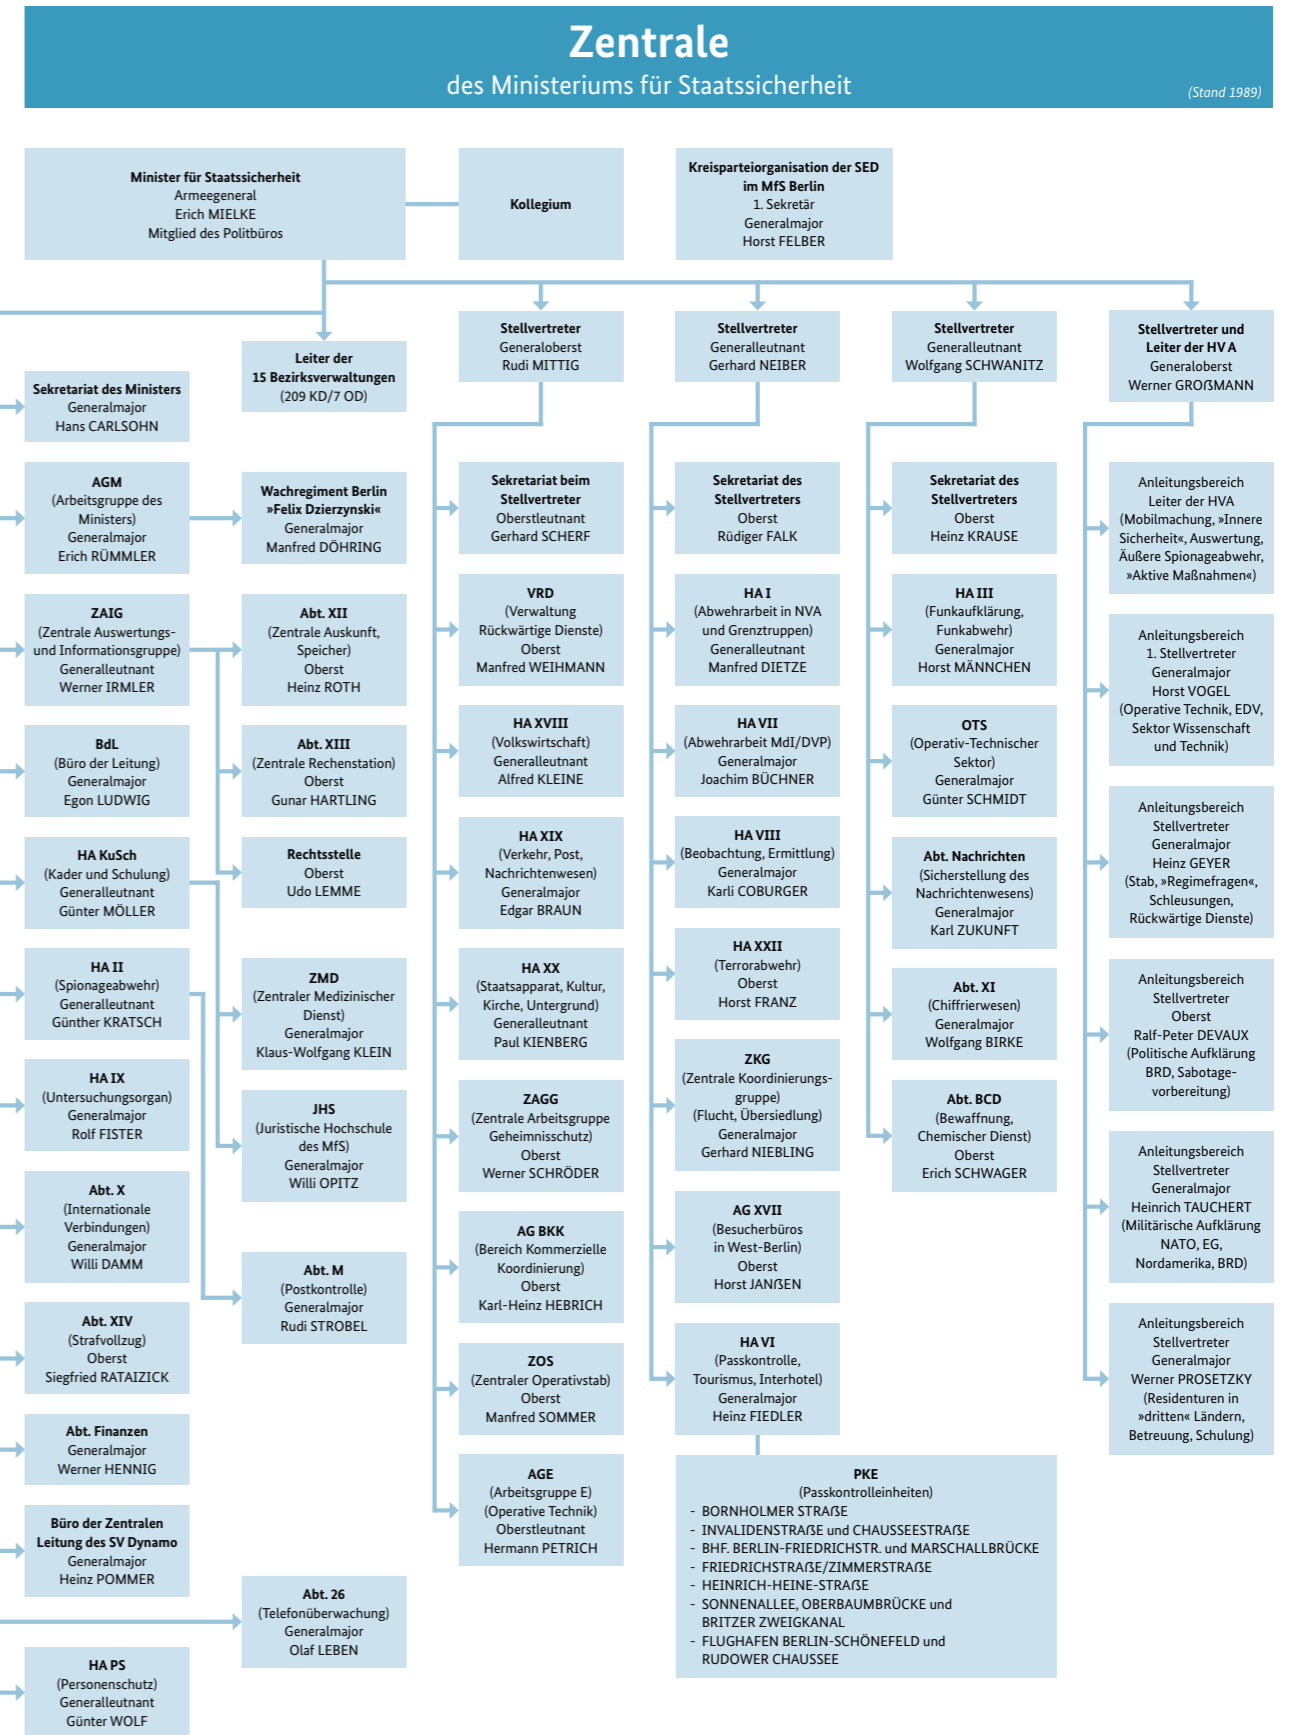 Zentrale
des Ministeriums für Staatssicherheit
(Stand 1989)
Minister für Staatssicherheit
Armeegeneral
Erich MIELKE
Mitglied des Politbüros
Kollegium
Kreisparteiorganisation der SED
im MfS Berlin
1. Sekretär
Generalmajor
Horst FELBER
Sekretariat des Ministers
Generalmajor
Hans CARLSOHN
AGM
(Arbeitsgruppe des
Ministers)
Generalmajor
Erich RÜMMLER
ZAIG
(Zentrale Auswertungs-
und Informationsgruppe)
Generalleutnant
Werner IRMLER
BdL
(Büro der Leitung)
Generalmajor
Egon LUDWIG
HA KuSch
(Kader und Schulung)
Generalleutnant
Günter MÖLLER
HA II
(Spionageabwehr)
Generalleutnant
Günther KRATSCH
HA IX
(Untersuchungsorgan)
Generalmajor
Rolf FISTER
Abt. X
(Internationale
Verbindungen)
Generalmajor
Willi DAMM
Abt. XIV
(Strafvollzug)
Oberst
Siegfried RATAIZICK
Abt. Finanzen
Generalmajor
Werner HENNIG
Büro der Zentralen
Leitung des SV Dynamo
Generalmajor
Heinz POMMER
HA PS
(Personenschutz)
Generalleutnant
Günter WOLF
Leiter der
15 Bezirksverwaltungen
(209 KD/7 OD)
Wachregiment Berlin
»Felix Dzierzynski«
Generalmajor
Manfred DÖHRING
Abt. XII
(Zentrale Auskunft,
Speicher)
Oberst
Heinz ROTH
Abt. XIII
(Zentrale Rechenstation)
Oberst
Gunar HARTLING
Rechtsstelle
Oberst
Udo LEMME
ZMD
(Zentraler Medizinischer
Dienst)
Generalmajor
Klaus-Wolfgang KLEIN
JHS
(Juristische Hochschule
des MfS)
Generalmajor
Willi OPITZ
Abt. M
(Postkontrolle)
Generalmajor
Rudi STROBEL
Abt. 26
(Telefonüberwachung)
Generalmajor
Olaf LEBEN
Stellvertreter
Generaloberst
Rudi MITTIG
Sekretariat beim
Stellvertreter
Oberstleutnant
Gerhard SCHERF
VRD
(Verwaltung
Rückwärtige Dienste)
Oberst
Manfred WEIHMANN
HA XVIII
(Volkswirtschaft)
Generalleutnant
Alfred KLEINE
HA XIX
(Verkehr, Post,
Nachrichtenwesen)
Generalmajor
Edgar BRAUN
HA XX
(Staatsapparat, Kultur,
Kirche, Untergrund)
Generalleutnant
Paul KIENBERG
ZAGG
(Zentrale Arbeitsgruppe
Geheimnisschutz)
Oberst
Werner SCHRÖDER
AG BKK
(Bereich Kommerzielle
Koordinierung)
Oberst
Karl-Heinz HEBRICH
ZOS
(Zentraler Operativstab)
Oberst
Manfred SOMMER
AGE
(Arbeitsgruppe E)
(Operative Technik)
Oberstleutnant
Hermann PETRICH
Stellvertreter
Generalleutnant
Gerhard NEIBER
Sekretariat des
Stellvertreters
Oberst
Rüdiger FALK
HA I
(Abwehrarbeit in NVA
und Grenztruppen)
Generalleutnant
Manfred DIETZE
HA VII
(Abwehrarbeit MdI/DVP)
Generalmajor
Joachim BÜCHNER
HA VIII
(Beobachtung, Ermittlung)
Generalmajor
Karli COBURGER
HA XXII
(Terrorabwehr)
Oberst
Horst FRANZ
ZKG
(Zentrale Koordinierungs-
gruppe)
(Flucht, Übersiedlung)
Generalmajor
Gerhard NIEBLING
AG XVII
(Besucherbüros
in West-Berlin)
Oberst
Horst JANẞEN
HA VI
(Passkontrolle,
Tourismus, Interhotel)
Generalmajor
Heinz FIEDLER
PKE
(Passkontrolleinheiten)
- BORNHOLMER STRAẞE
- INVALIDENSTRAẞE und CHAUSSEESTRAẞE
- BHF. BERLIN-FRIEDRICHSTR. und MARSCHALLBRÜCKE
- FRIEDRICHSTRAẞE/ZIMMERSTRAẞE
- HEINRICH-HEINE-STRAẞE
- SONNENALLEE, OBERBAUMBRÜCKE und
BRITZER ZWEIGKANAL
- FLUGHAFEN BERLIN-SCHÖNEFELD und
RUDOWER CHAUSSEE
Stellvertreter
Generalleutnant
Wolfgang SCHWANITZ
Sekretariat des
Stellvertreters
Oberst
Heinz KRAUSE
HA III
(Funkaufklärung,
Funkabwehr)
Generalmajor
Horst MÄNNCHEN
OTS
(Operativ-Technischer
Sektor)
Generalmajor
Günter SCHMIDT
Abt. Nachrichten
(Sicherstellung des
Nachrichtenwesens)
Generalmajor
Karl ZUKUNFT
Abt. XI
(Chiffrierwesen)
Generalmajor
Wolfgang BIRKE
Abt. BCD
(Bewaffnung,
Chemischer Dienst)
Oberst
Erich SCHWAGER
Stellvertreter und
Leiter der HV A
Generaloberst
Werner GROẞMANN
Anleitungsbereich
Leiter der HVA
(Mobilmachung, »Innere
Sicherheit«, Auswertung,
Äußere Spionageabwehr,
»Aktive Maßnahmen«)
Anleitungsbereich
1. Stellvertreter
Generalmajor
Horst VOGEL
(Operative Technik, EDV,
Sektor Wissenschaft
und Technik)
Anleitungsbereich
Stellvertreter
Generalmajor
Heinz GEYER
(Stab, »Regimefragen«,
Schleusungen,
Rückwärtige Dienste)
Anleitungsbereich
Stellvertreter
Oberst
Ralf-Peter DEVAUX
(Politische Aufklärung
BRD, Sabotage-
vorbereitung)
Anleitungsbereich
Stellvertreter
Generalmajor
Heinrich TAUCHERT
(Militärische Aufklärung
NATO, EG,
Nordamerika, BRD)
Anleitungsbereich
Stellvertreter
Generalmajor
Werner PROSETZKY
(Residenturen in
»dritten« Ländern,
Betreuung, Schulung)